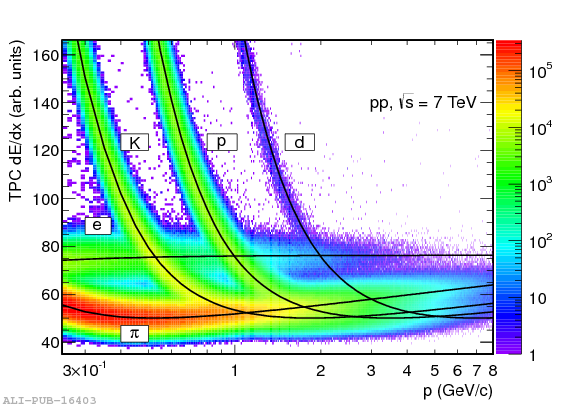 TPC dE/dx (arb. units)
160
140
120
100
80
60
40
K
p
d
e
π
pp, √s = 7 TeV
10⁵
10⁴
10³
10²
10
1
3×10⁻¹
1
2
3
4
5
6
7
8
p (GeV/c)
ALI-PUB-16403